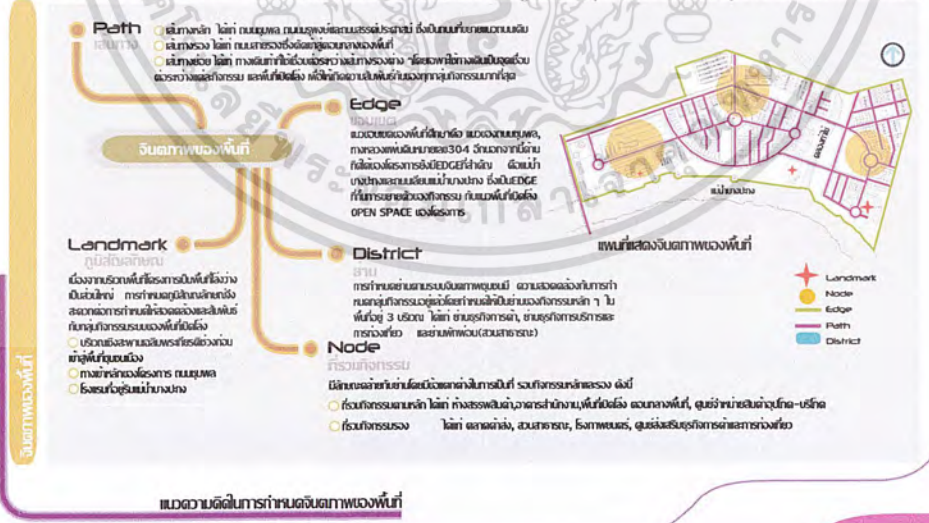 Path
เส้นทาง
เส้นทางหลัก ได้แก่ ถนนชุมพล ถนนมรุพงษ์และถนนสรรค์ประศาสน์ ซึ่งเป็นถนนที่ขยายแนวถนนเดิม
เส้นทางรอง ได้แก่ ถนนสายรองซึ่งตัดเข้าสู่ตอนกลางของพื้นที่
เส้นทางย่อย ได้แก่ ทางเดินเท้าที่ใช้เชื่อมต่อระหว่างเส้นทางรองต่าง ๆ
ต่อระหว่างแต่ละกิจกรรม และพื้นที่เปิดโล่ง เพื่อให้เกิดความสัมพันธ์กันของทุกกลุ่มกิจกรรมมากที่สุด
จินตภาพของพื้นที่
Edge
ขอบเขต
แนวขอบเขตของพื้นที่ศึกษาคือ แนวของถนนชุมพล,
ทางหลวงแผ่นดินหมายเลข304 อีกนอกจากนี้ด้าน
ทิศใต้ของโครงการยังมีEDGEที่สำคัญ คือแม่น้ำ
บางปะกงและถนนเลียบแม่น้ำบางปะกง ซึ่งเป็นEDGE
ที่กั้นการขยายตัวของกิจกรรม กับแนวพื้นที่เปิดโล่ง
OPEN SPACE ของโครงการ
แม่น้ำบางปะกง
แผนที่แสดงจินตภาพของพื้นที่
Landmark
Node
Edge
Path
District
Landmark
ภูมิสัญลักษณ์
เนื่องจากบริเวณพื้นที่โครงการเป็นพื้นที่โล่งว่าง
เป็นส่วนใหญ่ การกำหนดภูมิสัญลักษณ์จึง
สะดวกต่อการกำหนดให้สอดคล้องและสัมพันธ์
กับกลุ่มกิจกรรมระบบของพื้นที่เปิดโล่ง
บริเวณเชิงสะพานเฉลิมพระเกียรติช่วงก่อน
เข้าสู่พื้นที่ชุมชนเมือง
ทางเข้าหลักของโครงการ ถนนชุมพล
โรงแรมที่อยู่ริมแม่น้ำบางปะกง
District
ย่าน
การกำหนดย่านตามระบบจินตภาพชุมชนมี ความสอดคล้องกับการกำ
หนดกลุ่มกิจกรรมอยู่แล้วโดยกำหนดให้เป็นย่านของกิจกรรมหลัก ๆ ใน
พื้นที่อยู่ 3 บริเวณ ได้แก่ ย่านธุรกิจการค้า, ย่านธุรกิจการบริการและ
การท่องเที่ยว และย่านพักผ่อน(สวนสาธารณะ)
Node
ที่รวมกิจกรรม
มีลักษณะคล้ายกับย่านโดยมีข้อแตกต่างในการเป็นที่ รวมกิจกรรมหลักและรอง ดังนี้
ที่รวมกิจกรรมตามหลัก ได้แก่ ห้างสรรพสินค้า,อาคารสำนักงาน,พื้นที่เปิดโล่ง ตอนกลางพื้นที่, ศูนย์จำหน่ายสินค้าอุปโภค-บริโภค
ที่รวมกิจกรรมรอง ได้แก่ ตลาดค้าส่ง, สวนสาธารณะ, โรงภาพยนตร์, ศูนย์ส่งเสริมธุรกิจการค้าและการท่องเที่ยว
จินตภาพของพื้นที่
แนวความคิดในการกำหนดจินตภาพของพื้นที่